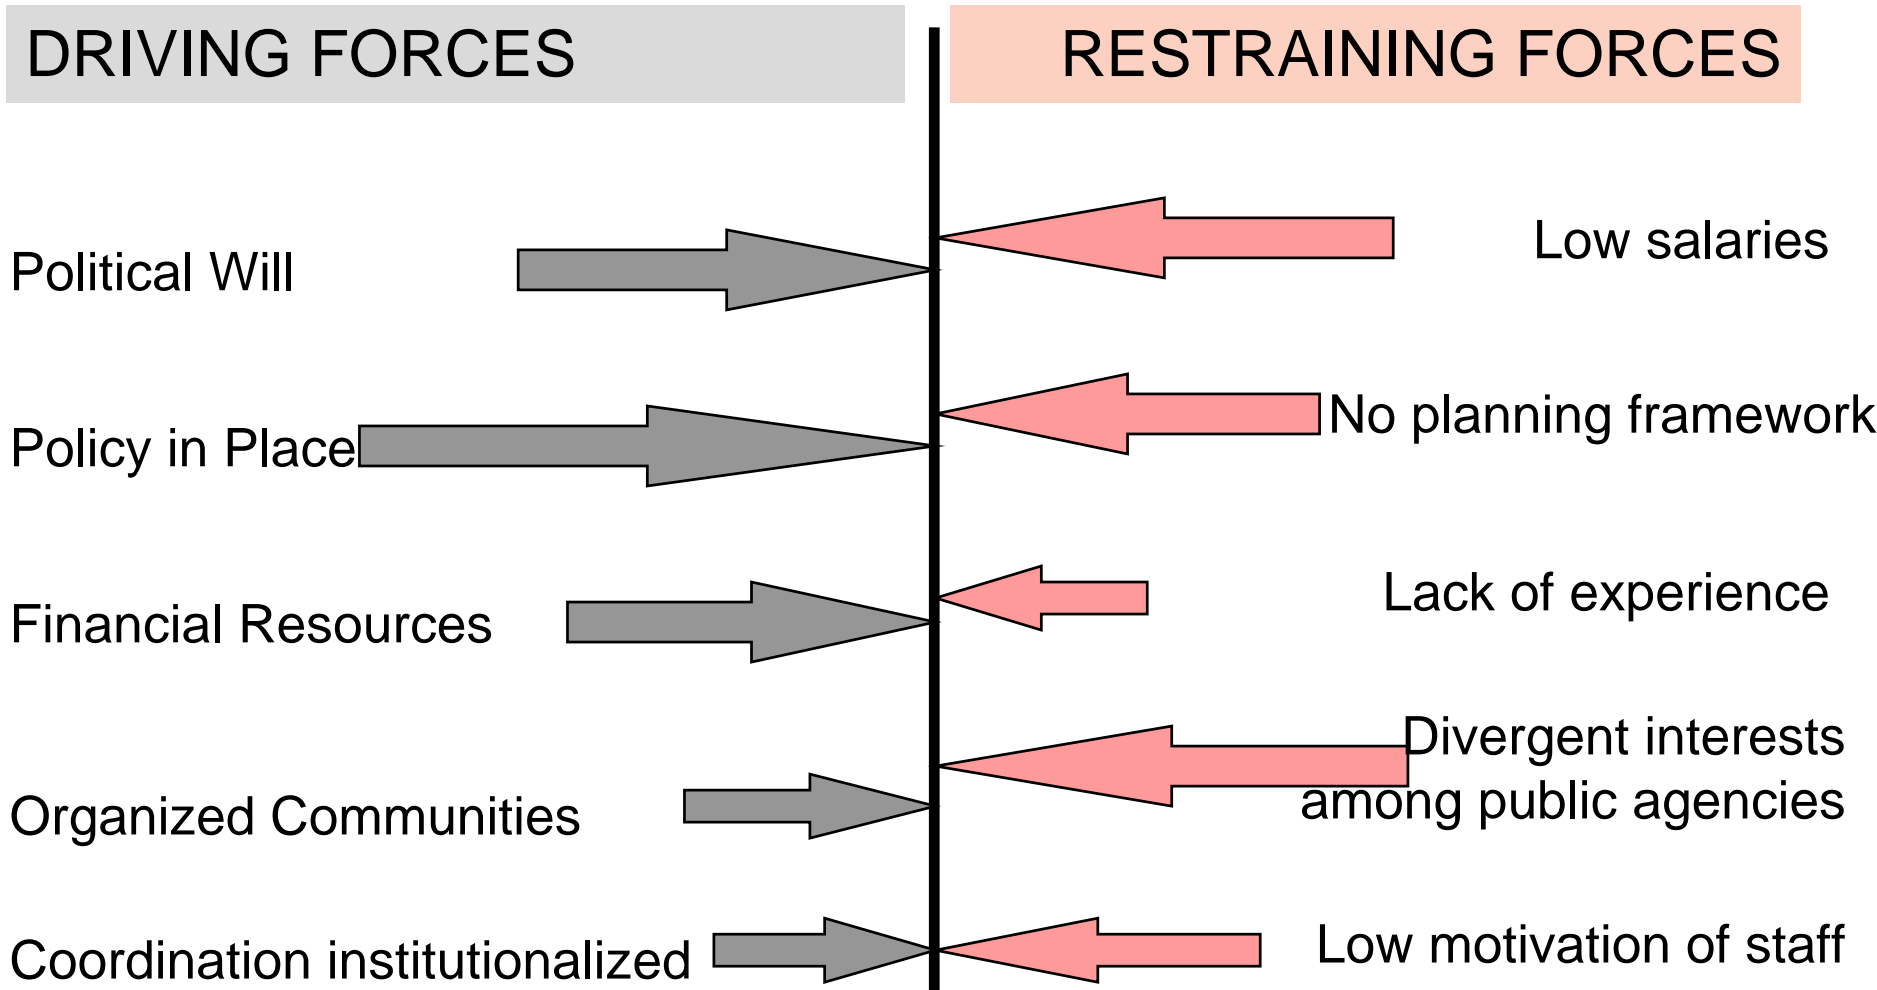 DRIVING FORCES
RESTRAINING FORCES
Political Will
Low salaries
Policy in Place
No planning framework
Financial Resources
Lack of experience
Organized Communities
Divergent interests
among public agencies
Coordination institutionalized
Low motivation of staff